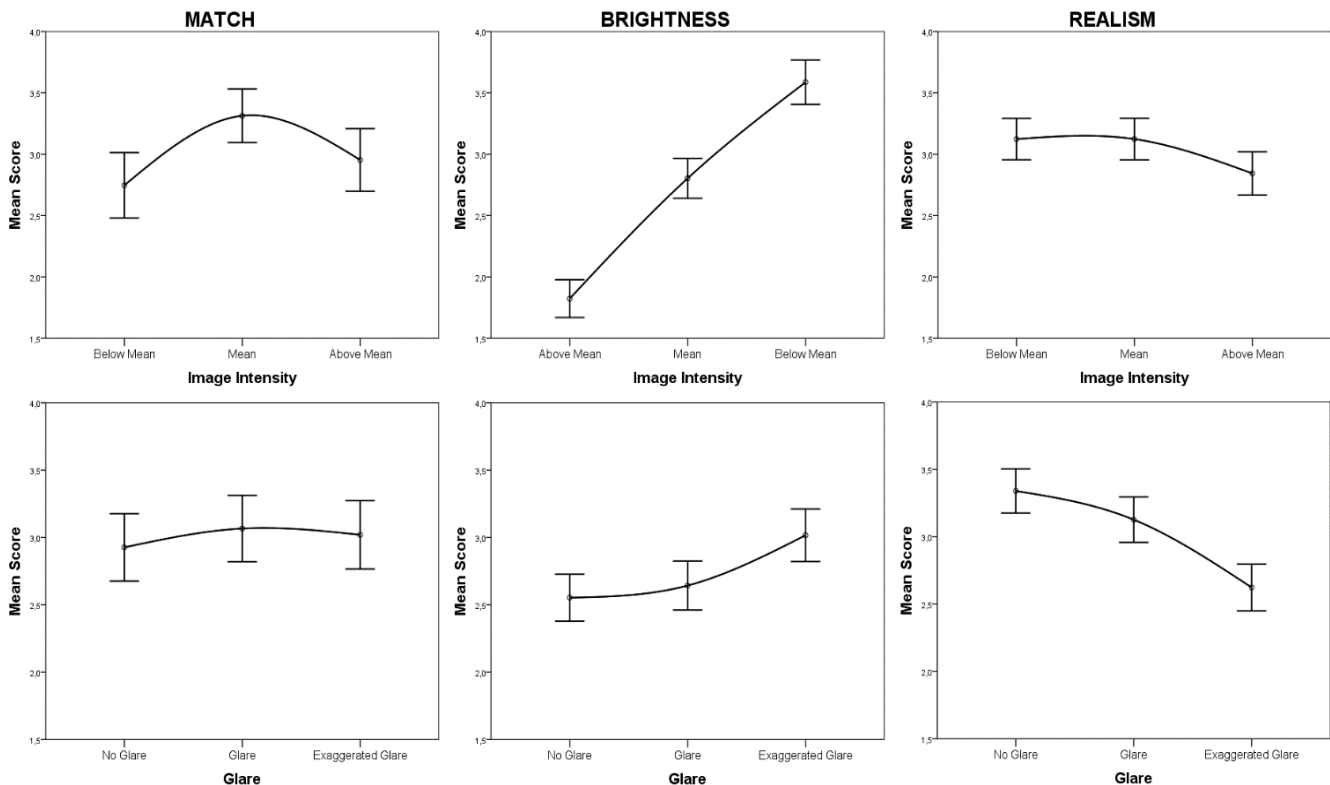 MATCH
4,0
3,5
3,0
2,5
2,0
1,5
Mean Score
Below Mean Mean Above Mean
Image Intensity
BRIGHTNESS
4,0
3,5
3,0
2,5
2,0
1,5
Mean Score
Above Mean Mean Below Mean
Image Intensity
REALISM
4,0
3,5
3,0
2,5
2,0
1,5
Mean Score
Below Mean Mean Above Mean
Image Intensity
4,0
3,5
3,0
2,5
2,0
1,5
Mean Score
No Glare Glare Exaggerated Glare
Glare
4,0
3,5
3,0
2,5
2,0
1,5
Mean Score
No Glare Glare Exaggerated Glare
Glare
4,0
3,5
3,0
2,5
2,0
1,5
Mean Score
No Glare Glare Exaggerated Glare
Glare